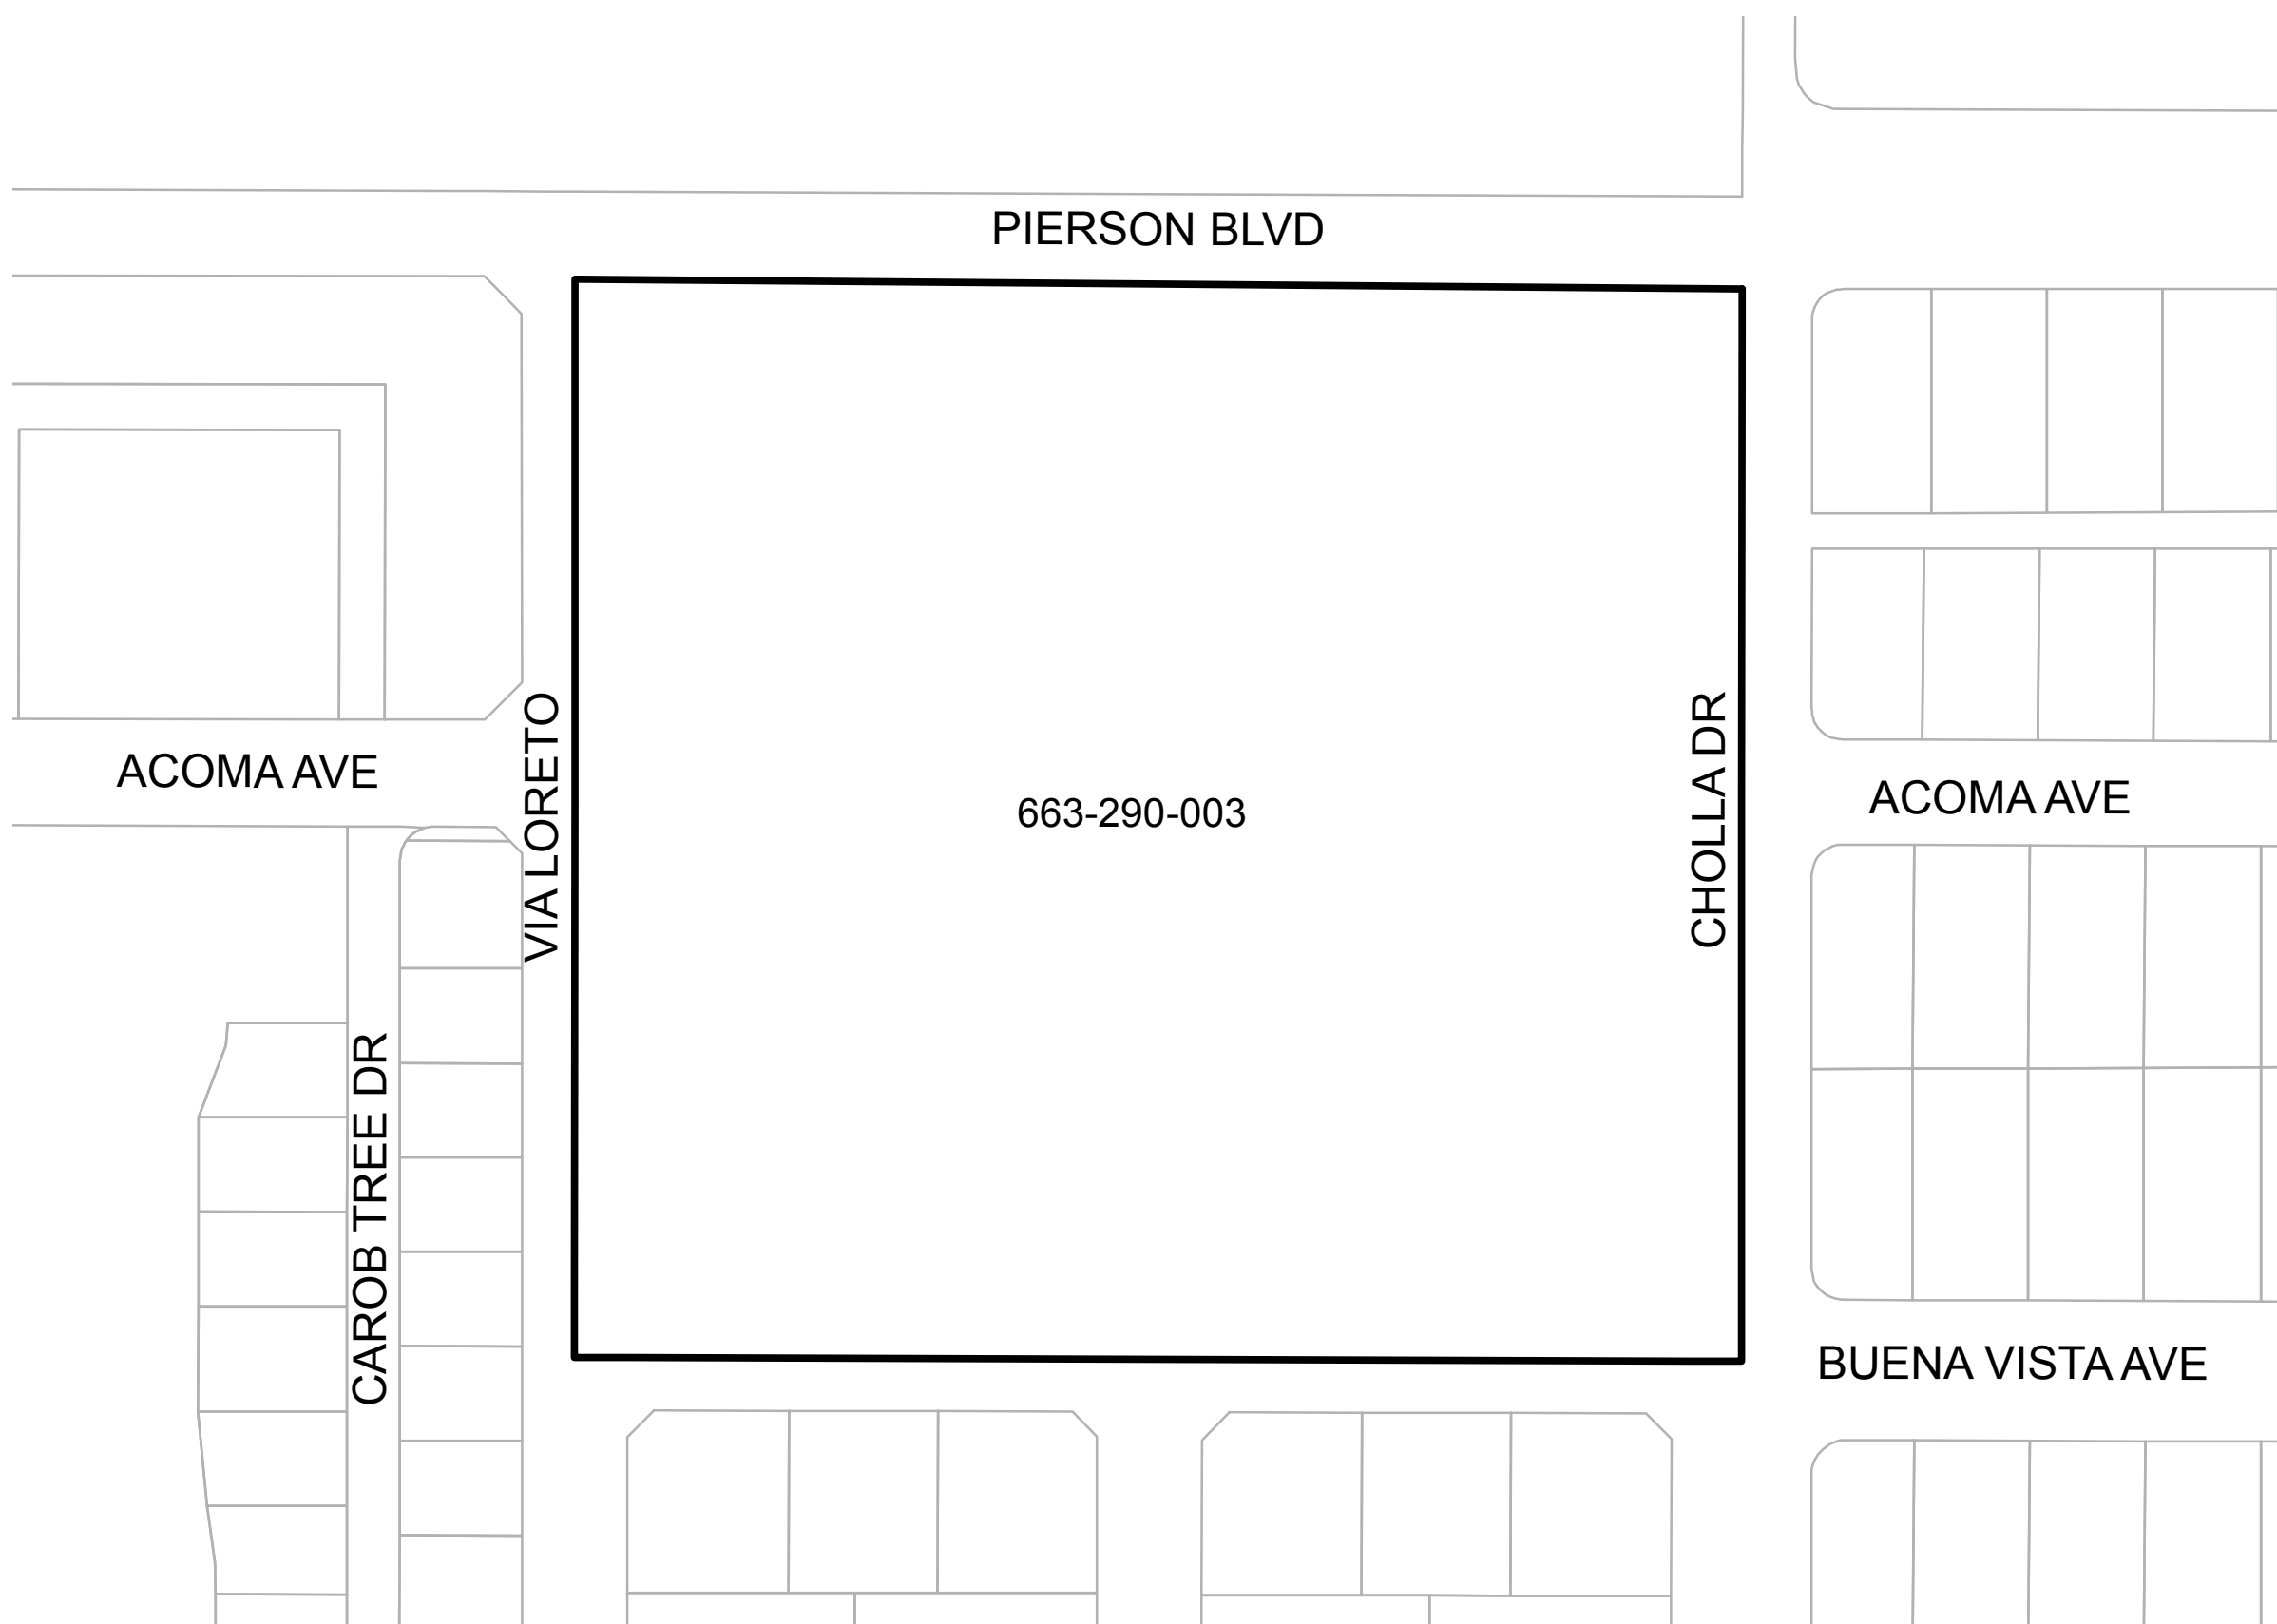 PIERSON BLVD
ACOMA AVE
VIA LORETO
663-290-003
CHOLLA DR
ACOMA AVE
CAROB TREE DR
BUENA VISTA AVE